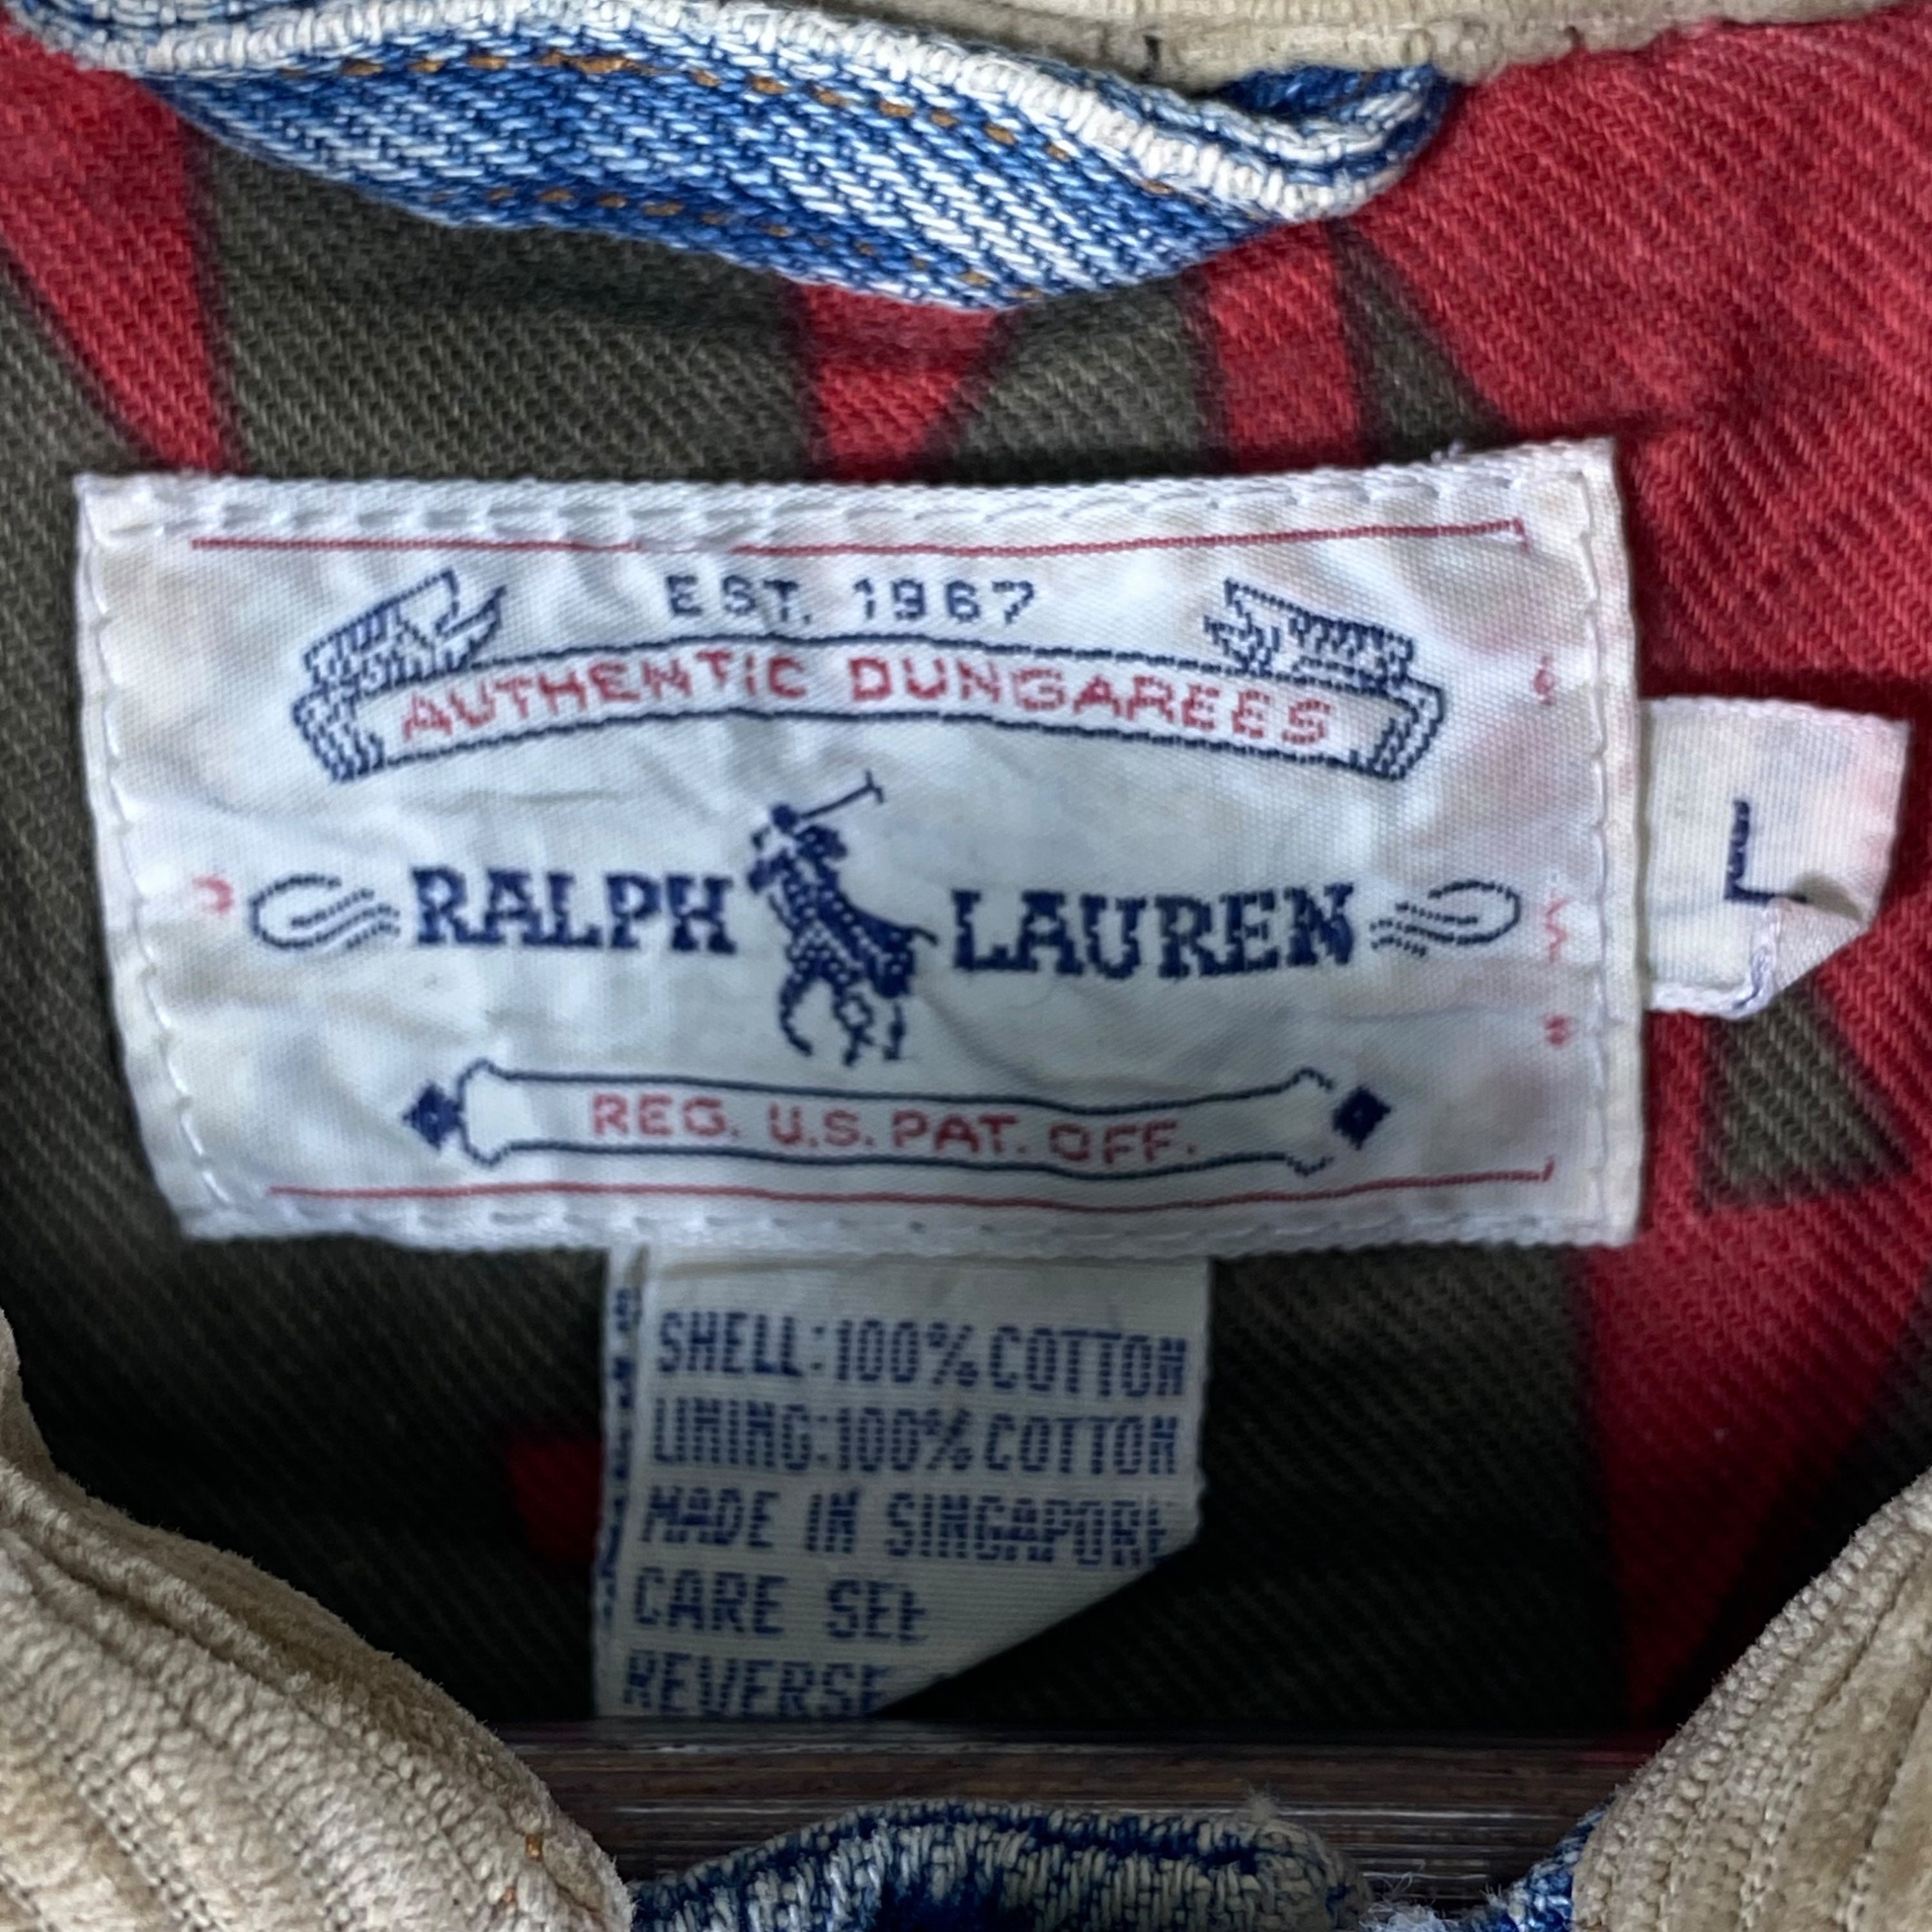 EST. 1967
AUTHENTIC DUNGAREES
RALPH LAUREN
L
REG. U.S. PAT. OFF.
SHELL: 100% COTTON
LINING: 100% COTTON
MADE IN SINGAPORE
CARE SEE
REVERSE